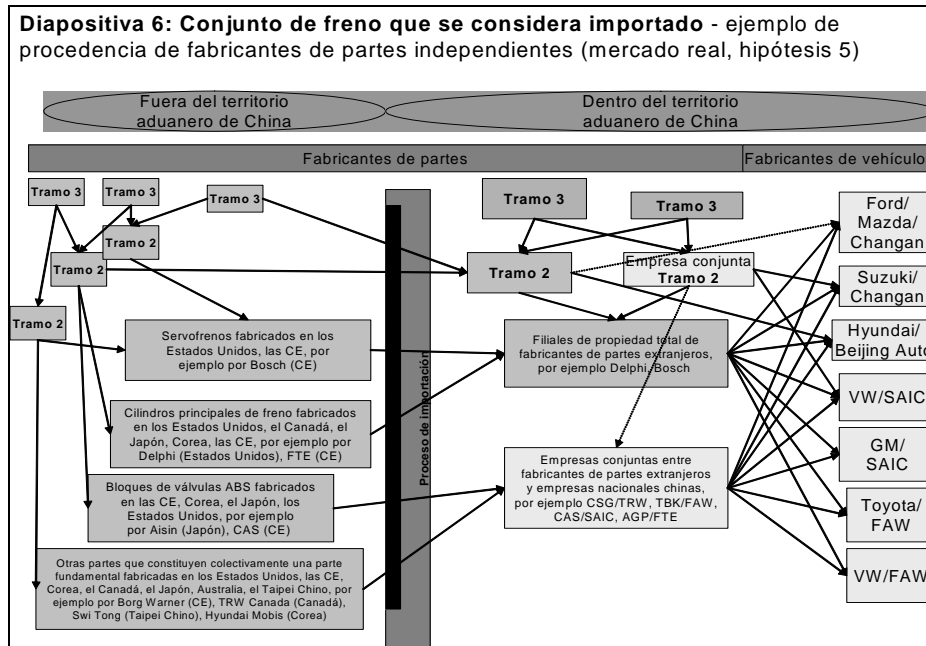 Diapositiva 6: Conjunto de freno que se considera importado - ejemplo de
procedencia de fabricantes de partes independientes (mercado real, hipótesis 5)
Fuera del territorio
aduanero de China
Dentro del territorio
aduanero de China
Fabricantes de partes
Fabricantes de vehículo
Tramo 3
Tramo 3
Tramo 3
Tramo 2
Tramo 2
Tramo 2
Tramo 3
Tramo 3
Tramo 2
Empresa conjunta
Tramo 2
Servofrenos fabricados en los
Estados Unidos, las CE, por
ejemplo por Bosch (CE)
Cilindros principales de freno fabricados
en los Estados Unidos, el Canadá, el
Japón, Corea, las CE, por ejemplo por
Delphi (Estados Unidos), FTE (CE)
Bloques de válvulas ABS fabricados
en las CE, Corea, el Japón, los
Estados Unidos, por ejemplo
por Aisin (Japón), CAS (CE)
Otras partes que constituyen colectivamente una parte
fundamental fabricadas en los Estados Unidos, las CE,
Corea, el Canadá, el Japón, Australia, el Taipei Chino, por
ejemplo por Borg Warner (CE), TRW Canada (Canadá),
Swi Tong (Taipei Chino), Hyundai Mobis (Corea)
Proceso de importación
Filiales de propiedad total de
fabricantes de partes extranjeros,
por ejemplo Delphi, Bosch
Empresas conjuntas entre
fabricantes de partes extranjeros
y empresas nacionales chinas,
por ejemplo CSG/TRW, TBK/FAW,
CAS/SAIC, AGP/FTE
Ford/
Mazda/
Changan
Suzuki/
Changan
Hyundai/
Beijing Auto
VW/SAIC
GM/
SAIC
Toyota/
FAW
VW/FAW